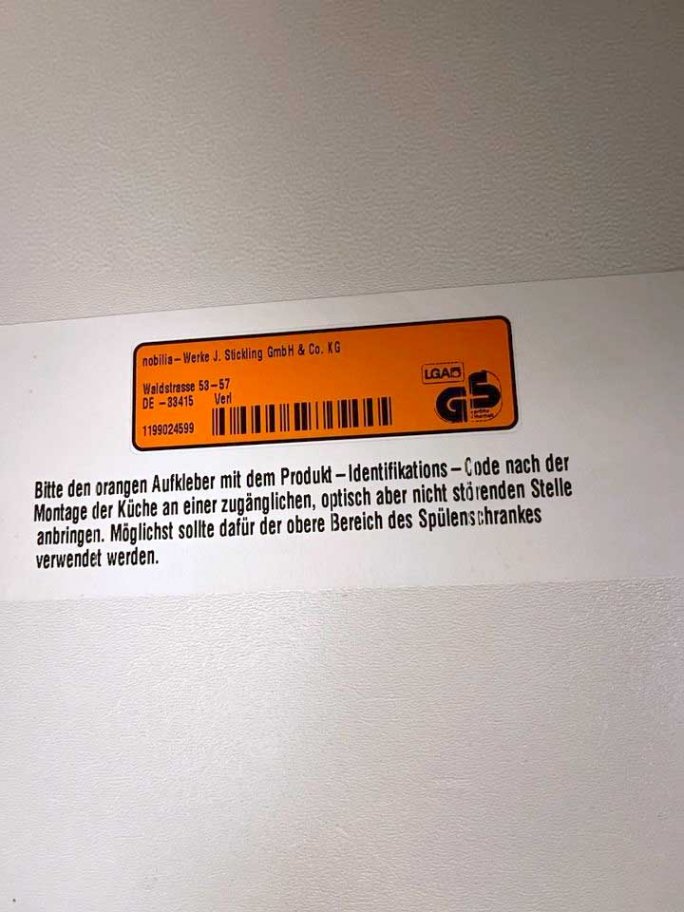 nobilia-Werke J. Stickling GmbH & Co. KG
Waldstrasse 53-57
DE -33415 Verl
1199024599
LGA
GS
geprüfte
Sicherheit
Bitte den orangen Aufkleber mit dem Produkt-Identifikations-Code nach der
Montage der Küche an einer zugänglichen, optisch aber nicht störenden Stelle
anbringen. Möglichst sollte dafür der obere Bereich des Spülenschrankes
verwendet werden.